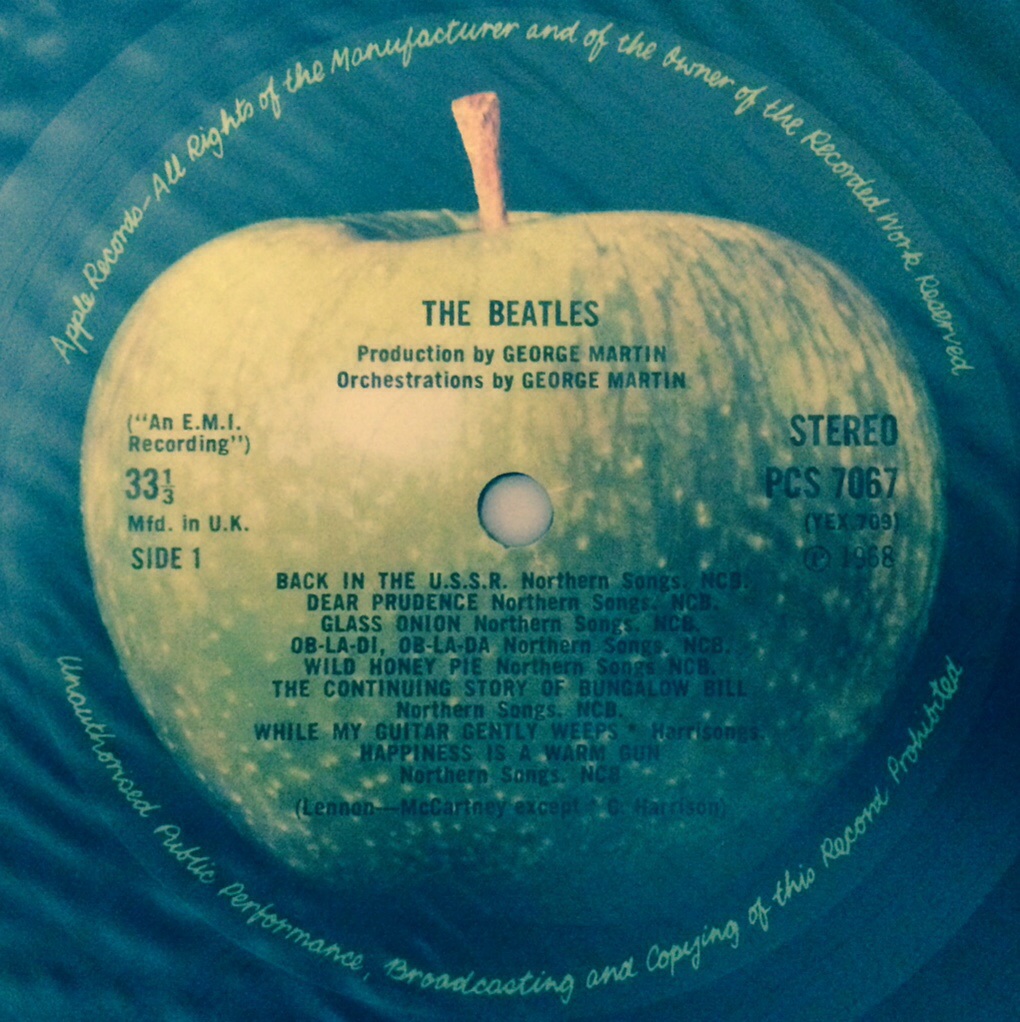 Apple Records—All Rights of the Manufacturer and of the Owner of the Recorded Work Reserved
THE BEATLES
Production by GEORGE MARTIN
Orchestrations by GEORGE MARTIN
("An E.M.I.
Recording")
33⅓
Mfd. in U.K.
SIDE 1
STEREO
PCS 7067
(YEX 709)
℗ 1968
BACK IN THE U.S.S.R. Northern Songs. NCB.
DEAR PRUDENCE Northern Songs. NCB.
GLASS ONION Northern Songs. NCB.
OB-LA-DI, OB-LA-DA Northern Songs. NCB.
WILD HONEY PIE Northern Songs NCB.
THE CONTINUING STORY OF BUNGALOW BILL
Northern Songs. NCB.
WHILE MY GUITAR GENTLY WEEPS * Harrisongs.
HAPPINESS IS A WARM GUN
Northern Songs. NCB
(Lennon—McCartney except * G. Harrison)
Unauthorised Public Performance, Broadcasting and Copying of this Record Prohibited